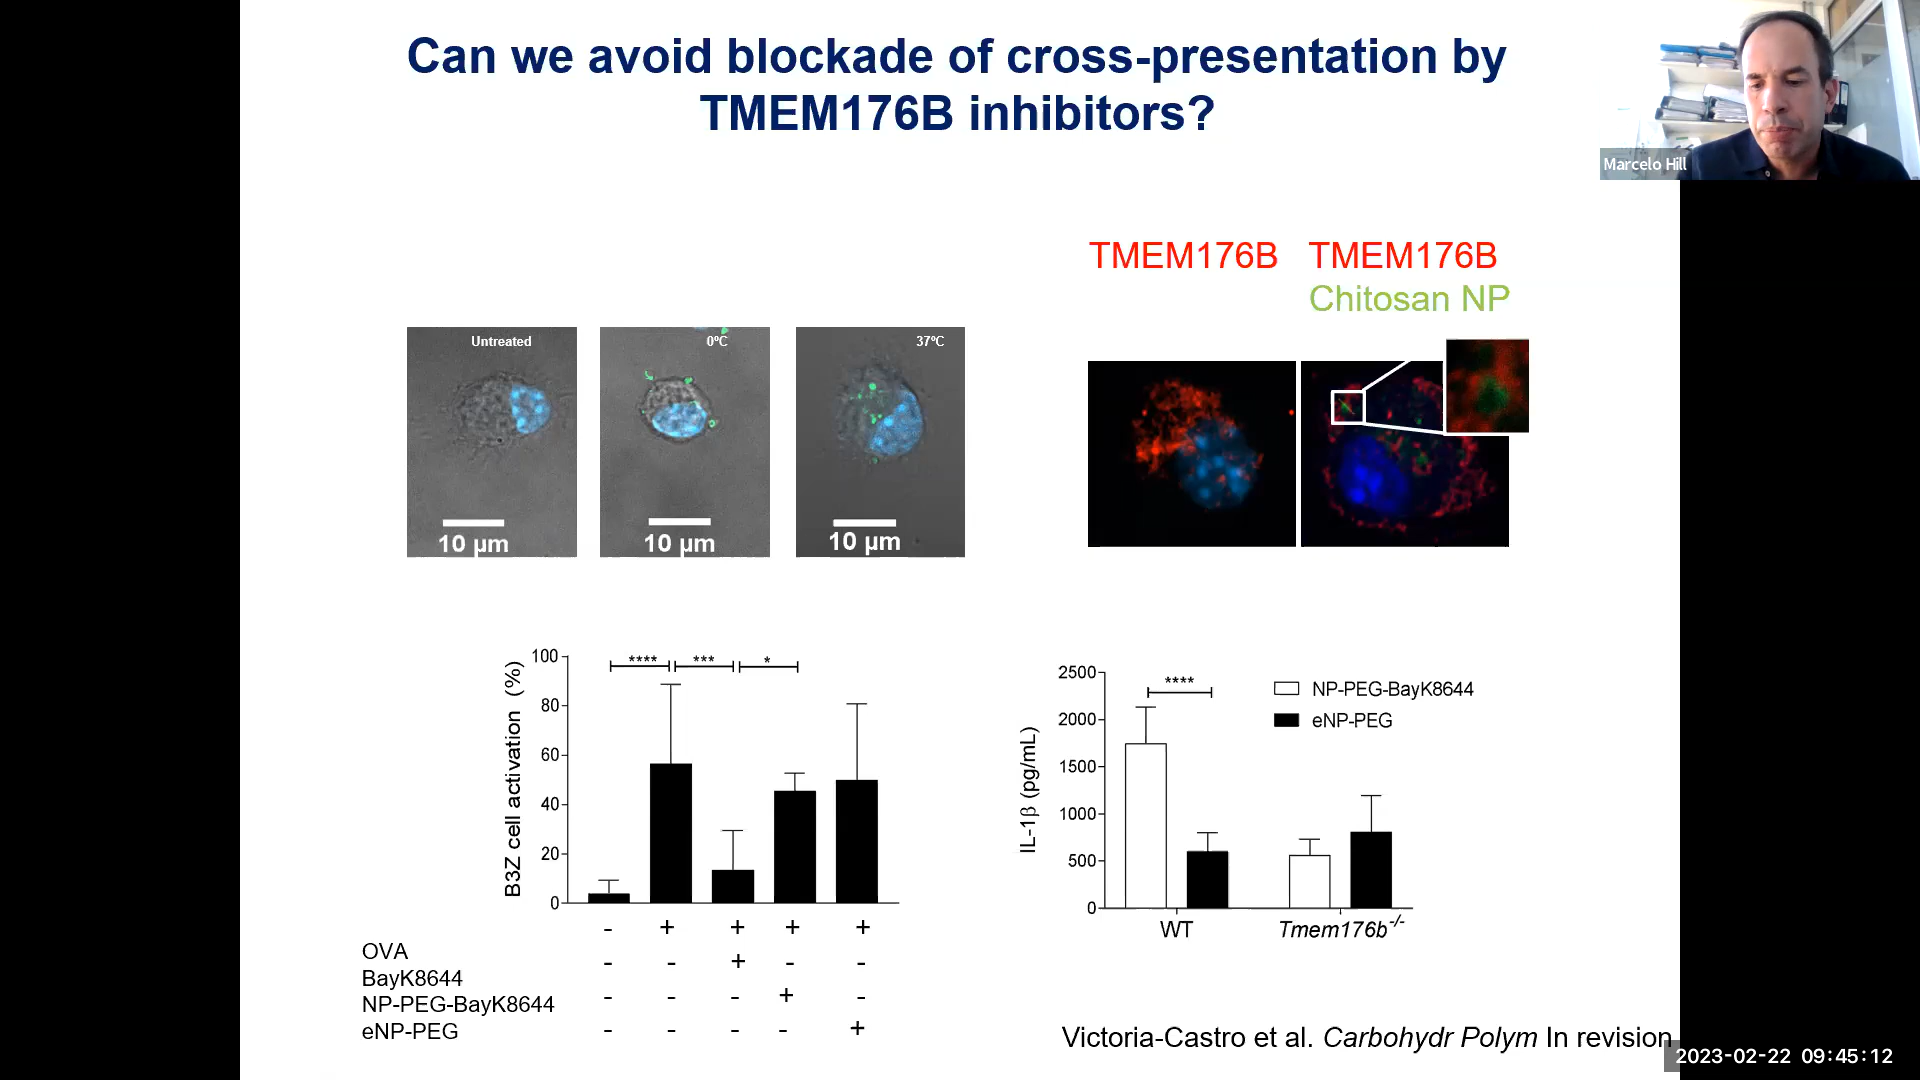 Can we avoid blockade of cross-presentation by
TMEM176B inhibitors?
Marcelo Hill
TMEM176B
TMEM176B
Chitosan NP
Untreated
0ºC
37ºC
10 µm
10 µm
10 µm
B3Z cell activation (%)
100
80
60
40
20
0
****
***
*
- + + + +
OVA
- - + - -
BayK8644
- - - + -
NP-PEG-BayK8644
- - - - +
eNP-PEG
IL-1β (pg/mL)
2500
2000
1500
1000
500
0
****
NP-PEG-BayK8644
eNP-PEG
WT
Tmem176b-/-
Victoria-Castro et al. Carbohydr Polym In revision
2023-02-22 09:45:12